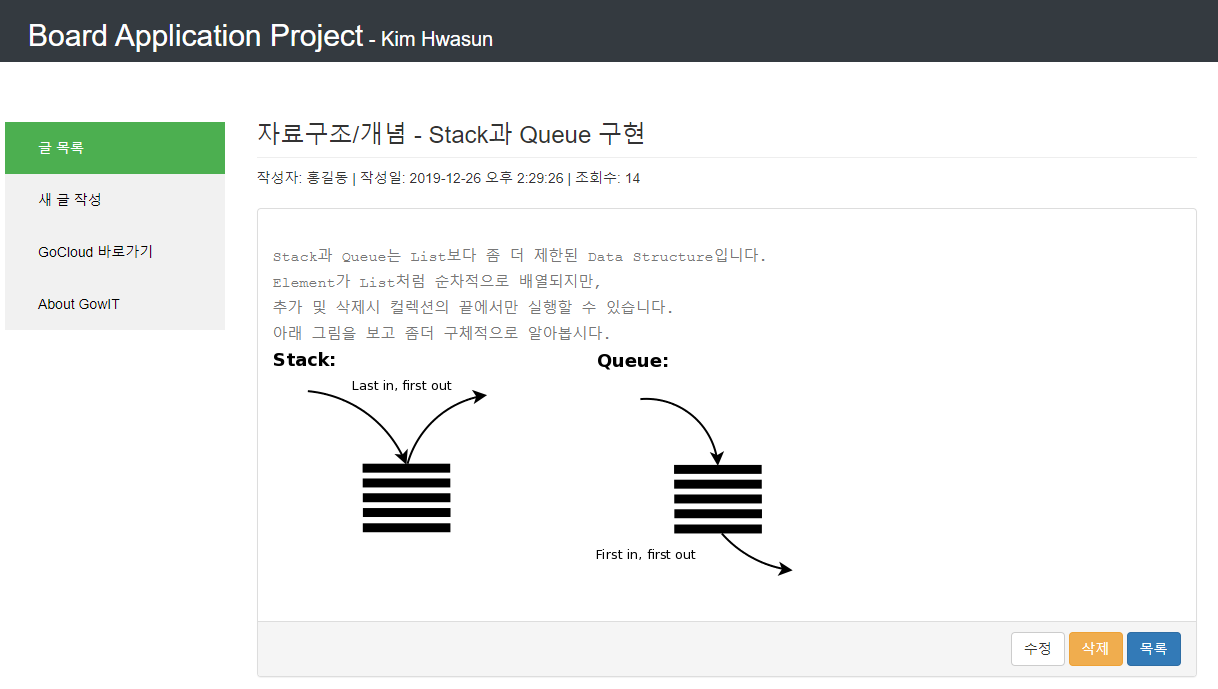 Board Application Project - Kim Hwasun
글 목록
새 글 작성
GoCloud 바로가기
About GowIT
자료구조/개념 - Stack과 Queue 구현
작성자: 홍길동 | 작성일: 2019-12-26 오후 2:29:26 | 조회수: 14
Stack과 Queue는 List보다 좀 더 제한된 Data Structure입니다.
Element가 List처럼 순차적으로 배열되지만,
추가 및 삭제시 컬렉션의 끝에서만 실행할 수 있습니다.
아래 그림을 보고 좀더 구체적으로 알아봅시다.
Stack:
Last in, first out
Queue:
First in, first out
수정 삭제 목록